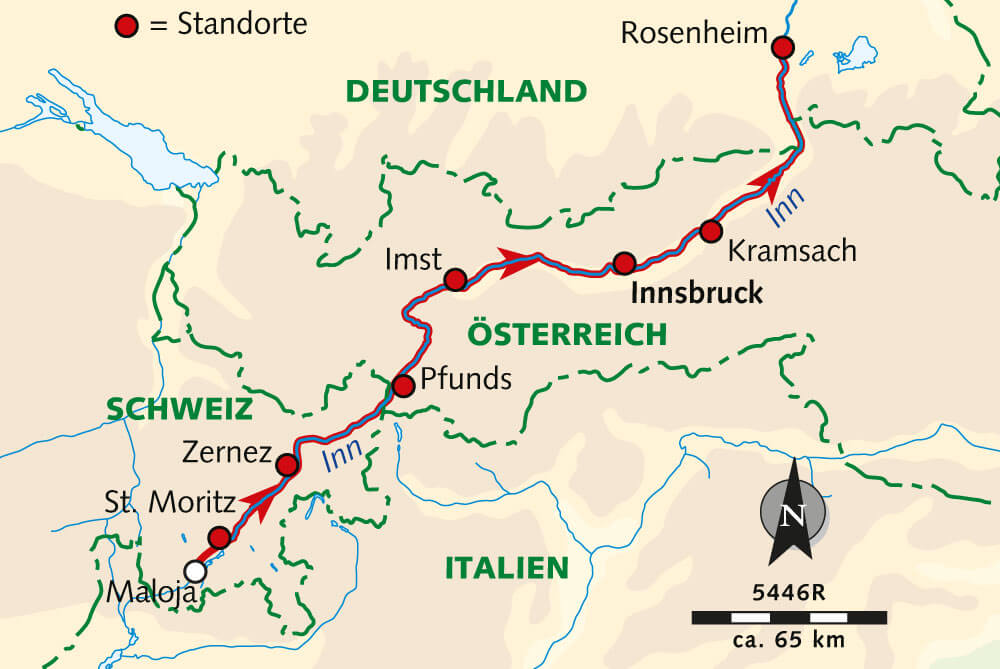 = Standorte
Rosenheim
DEUTSCHLAND
Inn
Kramsach
Imst
Innsbruck
ÖSTERREICH
Pfunds
SCHWEIZ
Zernez
Inn
St. Moritz
N
ITALIEN
Maloja
5446R
ca. 65 km